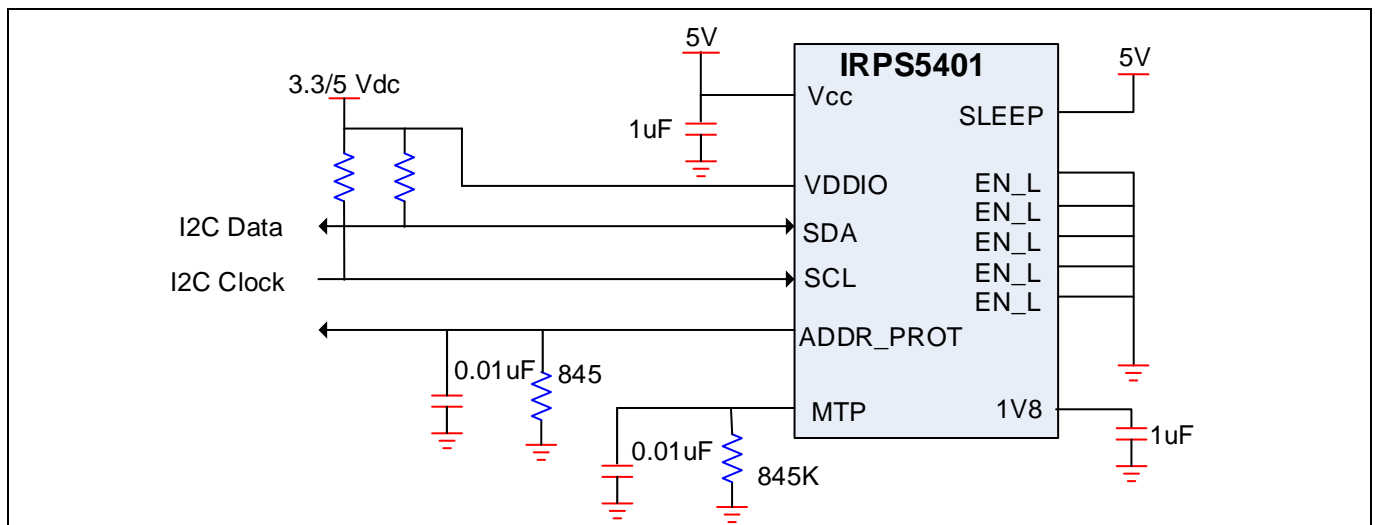 5V
IRPS5401
5V
3.3/5 Vdc
Vcc
SLEEP
1uF
VDDIO
EN_L
EN_L
I2C Data
SDA
EN_L
I2C Clock
SCL
EN_L
EN_L
ADDR_PROT
0.01uF
845
MTP
1V8
0.01uF
845K
1uF